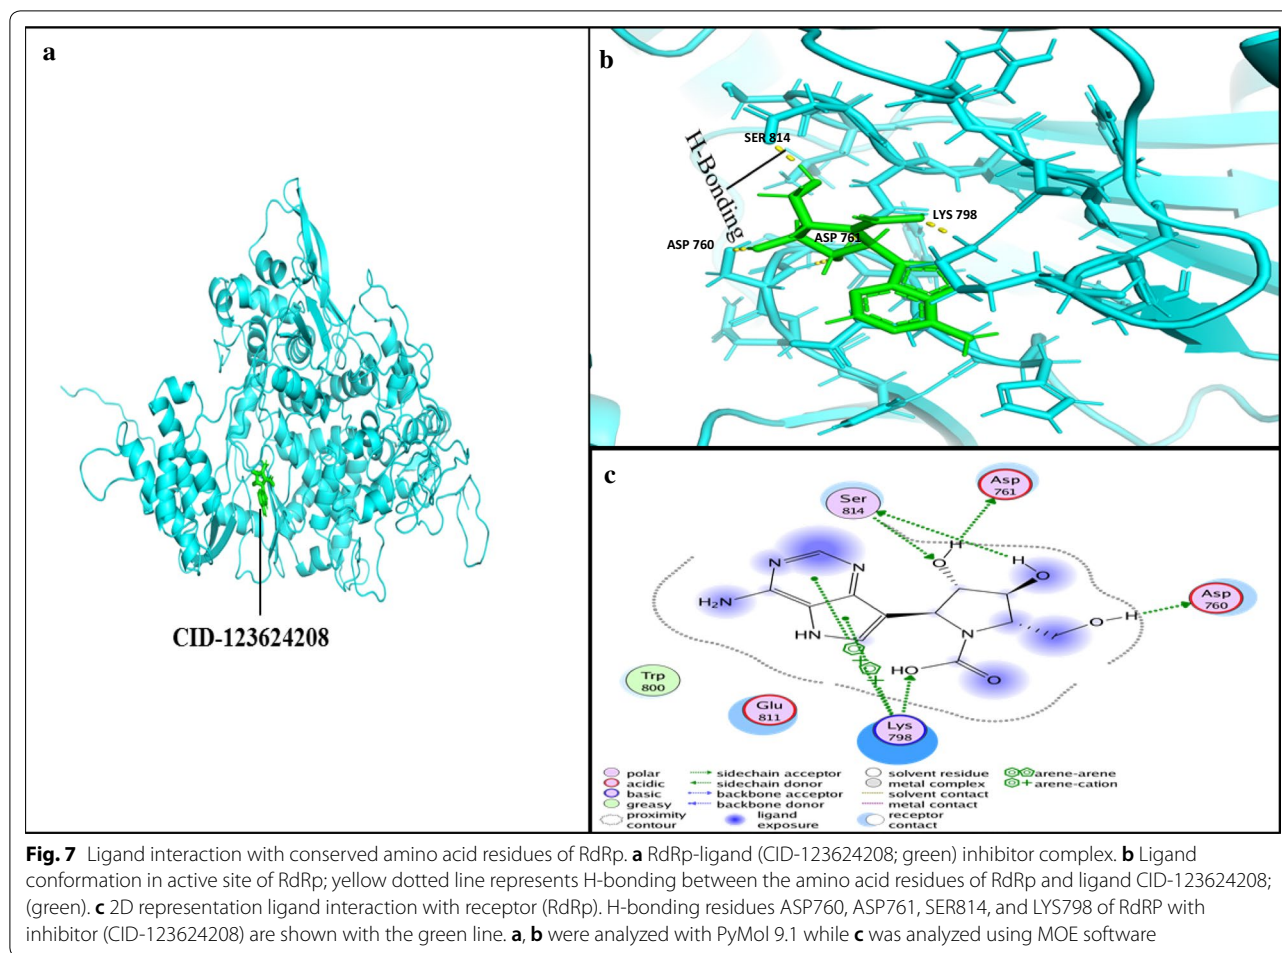 a
CID-123624208
b
SER 814
H-Bonding
LYS 798
ASP 760
ASP 761
c
Ser
814
Asp
761
H
O
H
O
N
N
H₂N
HN
N
O
H
Asp
760
HO
O
Trp
800
Glu
811
Lys
798
polar
acidic
basic
greasy
proximity
contour
sidechain acceptor
sidechain donor
backbone acceptor
backbone donor
ligand
exposure
solvent residue
metal complex
solvent contact
metal contact
receptor
contact
arene-arene
arene-cation
Fig. 7 Ligand interaction with conserved amino acid residues of RdRp. a RdRp-ligand (CID-123624208; green) inhibitor complex. b Ligand
conformation in active site of RdRp; yellow dotted line represents H-bonding between the amino acid residues of RdRp and ligand CID-123624208;
(green). c 2D representation ligand interaction with receptor (RdRp). H-bonding residues ASP760, ASP761, SER814, and LYS798 of RdRP with
inhibitor (CID-123624208) are shown with the green line. a, b were analyzed with PyMol 9.1 while c was analyzed using MOE software